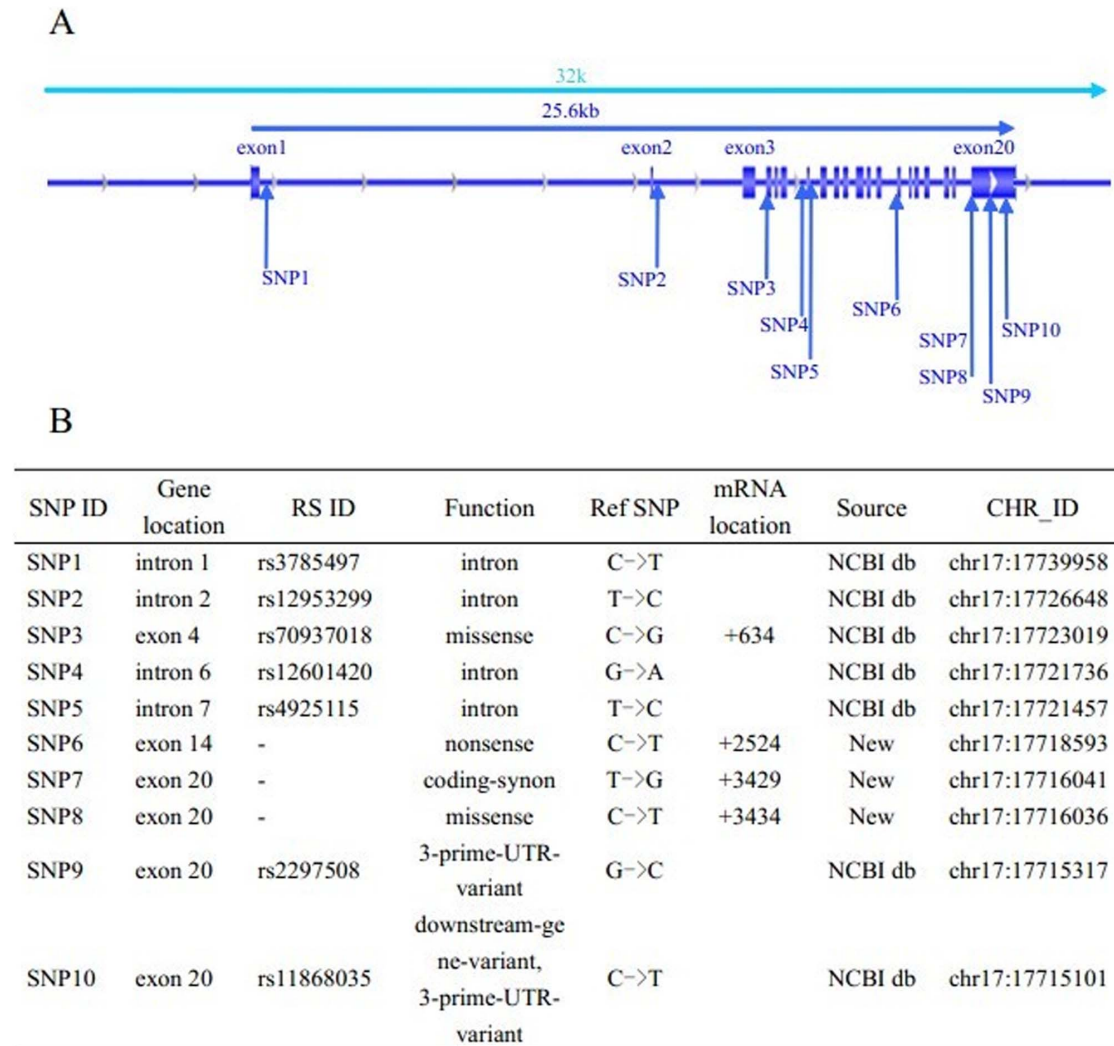 A
32k
25.6kb
exon1 exon2 exon3 exon20
SNP1 SNP2 SNP3 SNP6
SNP4 SNP7 SNP10
SNP5 SNP8
SNP9
B
SNP ID Gene location RS ID Function Ref SNP mRNA location Source CHR_ID
SNP1 intron 1 rs3785497 intron C->T NCBI db chr17:17739958
SNP2 intron 2 rs12953299 intron T->C NCBI db chr17:17726648
SNP3 exon 4 rs70937018 missense C->G +634 NCBI db chr17:17723019
SNP4 intron 6 rs12601420 intron G->A NCBI db chr17:17721736
SNP5 intron 7 rs4925115 intron T->C NCBI db chr17:17721457
SNP6 exon 14 - nonsense C->T +2524 New chr17:17718593
SNP7 exon 20 - coding-synon T->G +3429 New chr17:17716041
SNP8 exon 20 - missense C->T +3434 New chr17:17716036
SNP9 exon 20 rs2297508 3-prime-UTR-
variant G->C NCBI db chr17:17715317
SNP10 exon 20 rs11868035 downstream-ge
ne-variant,
3-prime-UTR-
variant C->T NCBI db chr17:17715101